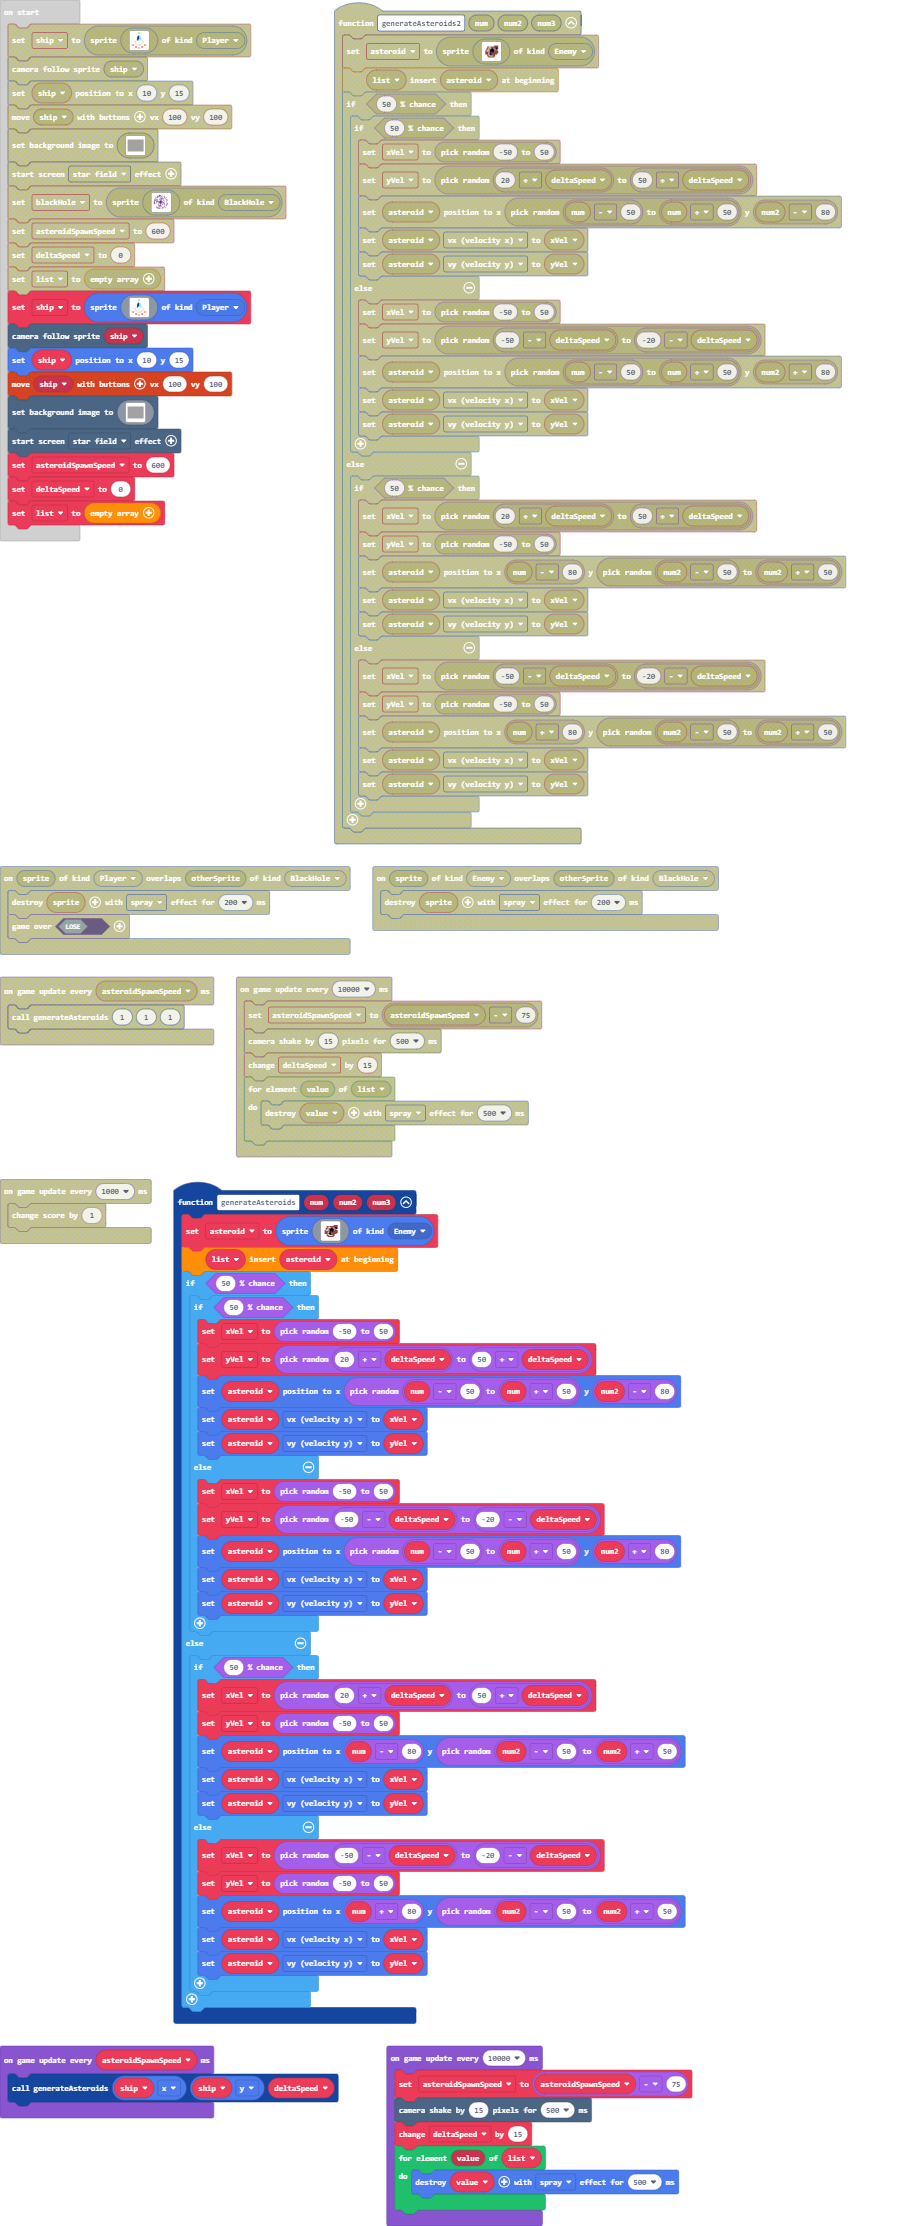 on start
set ship to sprite of kind Player
camera follow sprite ship
set ship position to x 10 y 15
move ship with buttons vx 100 vy 100
set background image to
start screen star field effect
set blackHole to sprite of kind BlackHole
set asteroidSpawnSpeed to 600
set deltaSpeed to 0
set list to empty array
set ship to sprite of kind Player
camera follow sprite ship
set ship position to x 10 y 15
move ship with buttons vx 100 vy 100
set background image to
start screen star field effect
set asteroidSpawnSpeed to 600
set deltaSpeed to 0
set list to empty array
function generateAsteroids2 num num2 num3
set asteroid to sprite of kind Enemy
list insert asteroid at beginning
if 50 % chance then
if 50 % chance then
set xVel to pick random -50 to 50
set yVel to pick random 20 + deltaSpeed to 50 + deltaSpeed
set asteroid position to x pick random num - 50 to num + 50 y num2 - 80
set asteroid vx (velocity x) to xVel
set asteroid vy (velocity y) to yVel
else
set xVel to pick random -50 to 50
set yVel to pick random -50 - deltaSpeed to -20 - deltaSpeed
set asteroid position to x pick random num - 50 to num + 50 y num2 + 80
set asteroid vx (velocity x) to xVel
set asteroid vy (velocity y) to yVel
else
if 50 % chance then
set xVel to pick random 20 + deltaSpeed to 50 + deltaSpeed
set yVel to pick random -50 to 50
set asteroid position to x num - 80 y pick random num2 - 50 to num2 + 50
set asteroid vx (velocity x) to xVel
set asteroid vy (velocity y) to yVel
else
set xVel to pick random -50 - deltaSpeed to -20 - deltaSpeed
set yVel to pick random -50 to 50
set asteroid position to x num + 80 y pick random num2 - 50 to num2 + 50
set asteroid vx (velocity x) to xVel
set asteroid vy (velocity y) to yVel
on sprite of kind Player overlaps otherSprite of kind BlackHole
destroy sprite with spray effect for 200 ms
game over LOSE
on sprite of kind Enemy overlaps otherSprite of kind BlackHole
destroy sprite with spray effect for 200 ms
on game update every asteroidSpawnSpeed ms
call generateAsteroids 1 1 1
on game update every 10000 ms
set asteroidSpawnSpeed to asteroidSpawnSpeed - 75
camera shake by 15 pixels for 500 ms
change deltaSpeed by 15
for element value of list
do destroy value with spray effect for 500 ms
on game update every 1000 ms
change score by 1
function generateAsteroids num num2 num3
set asteroid to sprite of kind Enemy
list insert asteroid at beginning
if 50 % chance then
if 50 % chance then
set xVel to pick random -50 to 50
set yVel to pick random 20 + deltaSpeed to 50 + deltaSpeed
set asteroid position to x pick random num - 50 to num + 50 y num2 - 80
set asteroid vx (velocity x) to xVel
set asteroid vy (velocity y) to yVel
else
set xVel to pick random -50 to 50
set yVel to pick random -50 - deltaSpeed to -20 - deltaSpeed
set asteroid position to x pick random num - 50 to num + 50 y num2 + 80
set asteroid vx (velocity x) to xVel
set asteroid vy (velocity y) to yVel
else
if 50 % chance then
set xVel to pick random 20 + deltaSpeed to 50 + deltaSpeed
set yVel to pick random -50 to 50
set asteroid position to x num - 80 y pick random num2 - 50 to num2 + 50
set asteroid vx (velocity x) to xVel
set asteroid vy (velocity y) to yVel
else
set xVel to pick random -50 - deltaSpeed to -20 - deltaSpeed
set yVel to pick random -50 to 50
set asteroid position to x num + 80 y pick random num2 - 50 to num2 + 50
set asteroid vx (velocity x) to xVel
set asteroid vy (velocity y) to yVel
on game update every asteroidSpawnSpeed ms
call generateAsteroids ship x ship y deltaSpeed
on game update every 10000 ms
set asteroidSpawnSpeed to asteroidSpawnSpeed - 75
camera shake by 15 pixels for 500 ms
change deltaSpeed by 15
for element value of list
do destroy value with spray effect for 500 ms